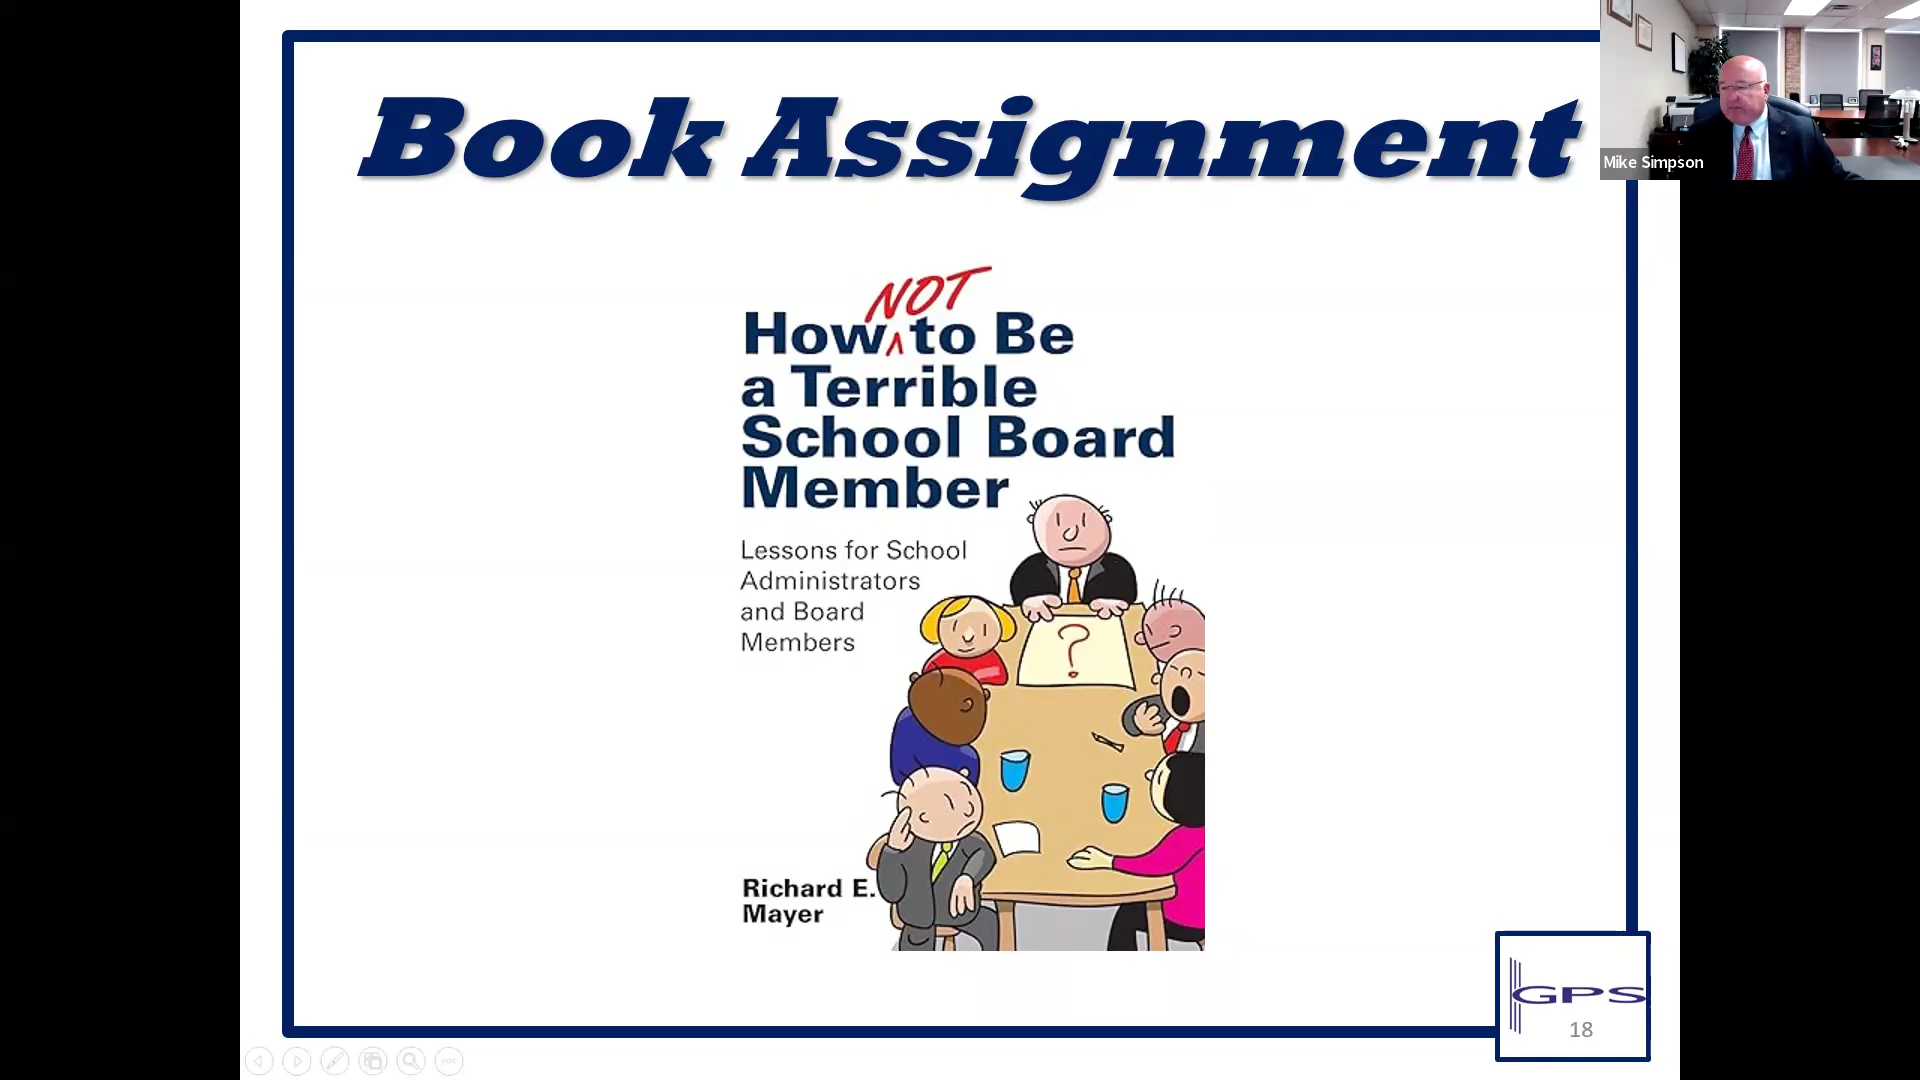 Book Assignment
Mike Simpson
NOT
How ^ to Be
a Terrible
School Board
Member
Lessons for School
Administrators
and Board
Members
?
Richard E.
Mayer
GPS
18